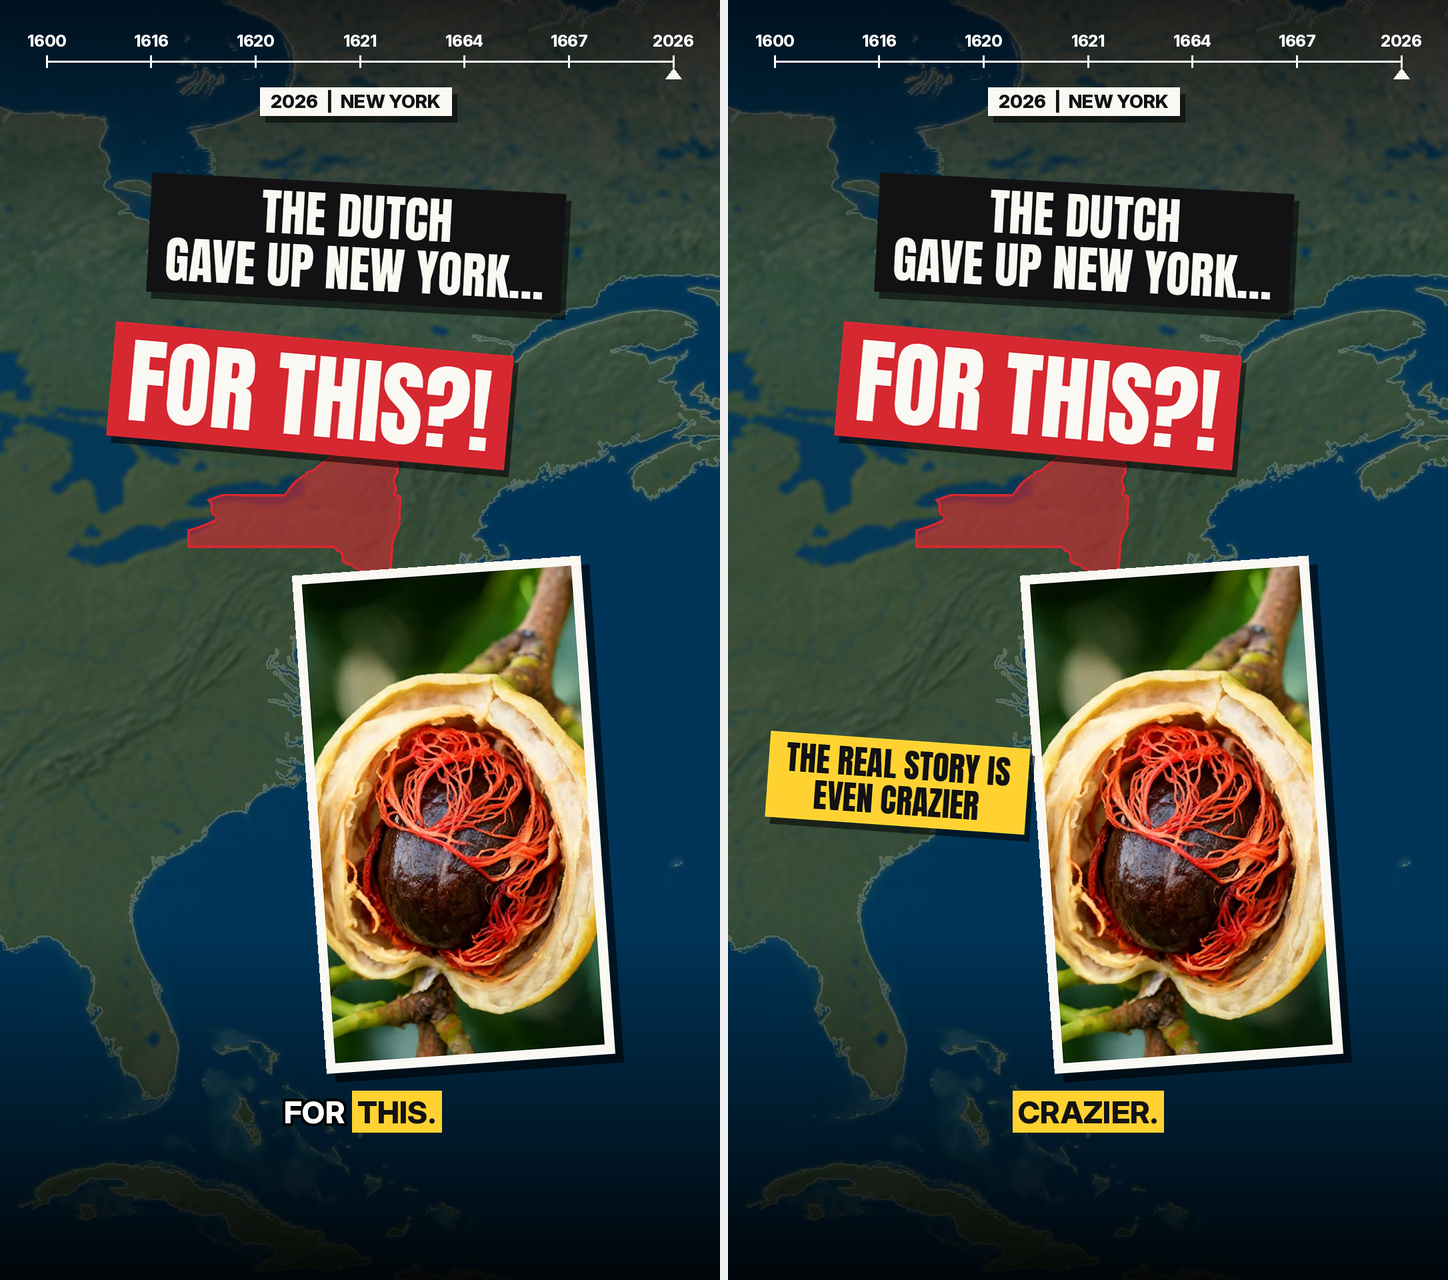 1600 1616 1620 1621 1664 1667 2026
2026 | NEW YORK
THE DUTCH
GAVE UP NEW YORK...
FOR THIS?!
FOR THIS.
1600 1616 1620 1621 1664 1667 2026
2026 | NEW YORK
THE DUTCH
GAVE UP NEW YORK...
FOR THIS?!
THE REAL STORY IS
EVEN CRAZIER
CRAZIER.